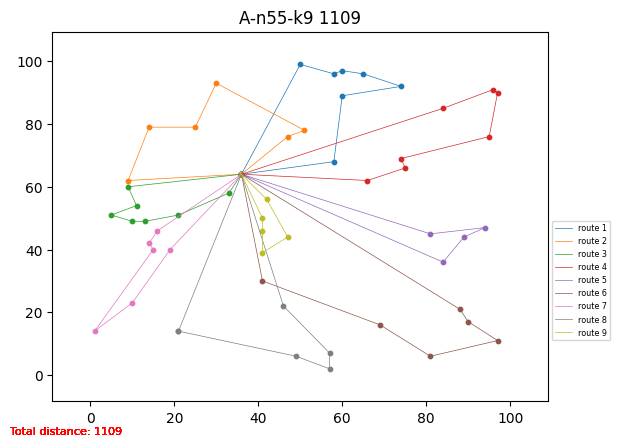 A-n55-k9 1109
100
80
60
40
20
0
0 20 40 60 80 100
route 1
route 2
route 3
route 4
route 5
route 6
route 7
route 8
route 9
Total distance: 1109